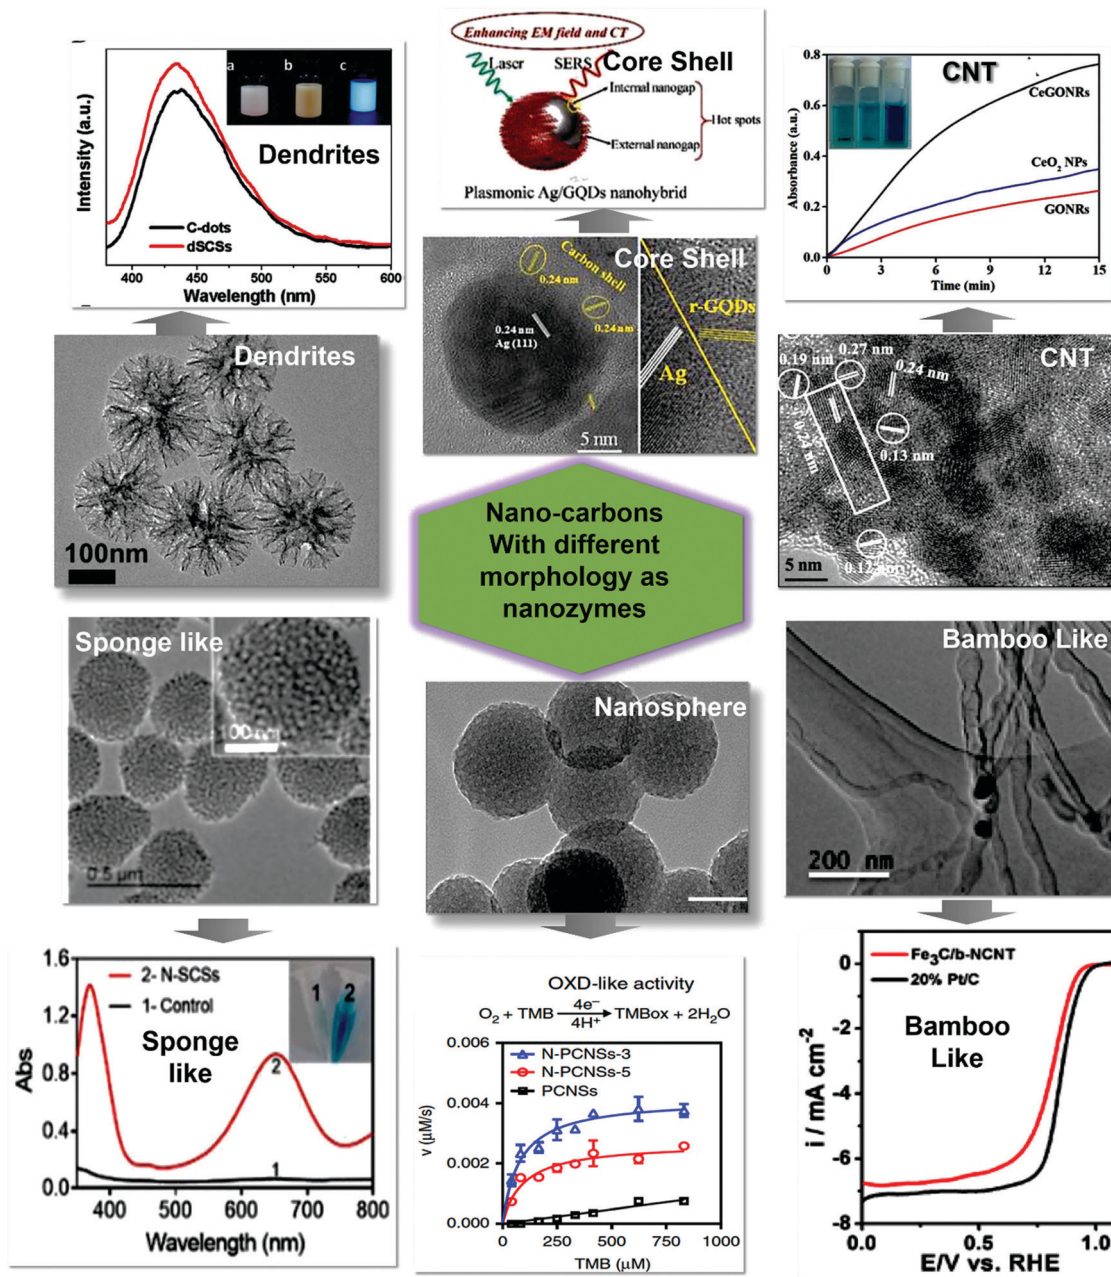 Intensity (a.u.)
a
b
c
Dendrites
C-dots
dSCSs
400
450
500
550
600
Wavelength (nm)
Enhancing EM field and CT
Laser
SERS
Core Shell
Internal nanogap
Hot spots
External nanogap
Plasmonic Ag/GQDs nanohybrid
CNT
CeGONRs
CeO2 NPs
GONRs
Absorbance (a.u.)
0.8
0.6
0.4
0.2
0.0
0
3
6
9
12
15
Time (min)
Dendrites
100nm
Core Shell
Carbon shell
0.24 nm
0.24 nm
0.24 nm
Ag (111)
5 nm
r-GQDs
Ag
CNT
0.19 nm
0.27 nm
0.24 nm
0.24 nm
0.13 nm
0.12 nm
5 nm
Nano-carbons
With different
morphology as
nanozymes
Sponge like
100 nm
0.5 μm
Nanosphere
Bamboo Like
200 nm
2- N-SCSs
1- Control
1
2
Sponge
like
2
1
Abs
1.6
1.2
0.8
0.4
0.0
400
500
600
700
800
Wavelength (nm)
OXD-like activity
O2 + TMB 4e− 4H+ TMBox + 2H2O
N-PCNSs-3
N-PCNSs-5
PCNSs
v (μM/s)
0.006
0.004
0.002
0.000
0
250
500
750
1000
TMB (μM)
Fe3C/b-NCNT
20% Pt/C
Bamboo
Like
i / mA cm-2
0
-2
-4
-6
-8
0.0
0.5
1.0
E/V vs. RHE